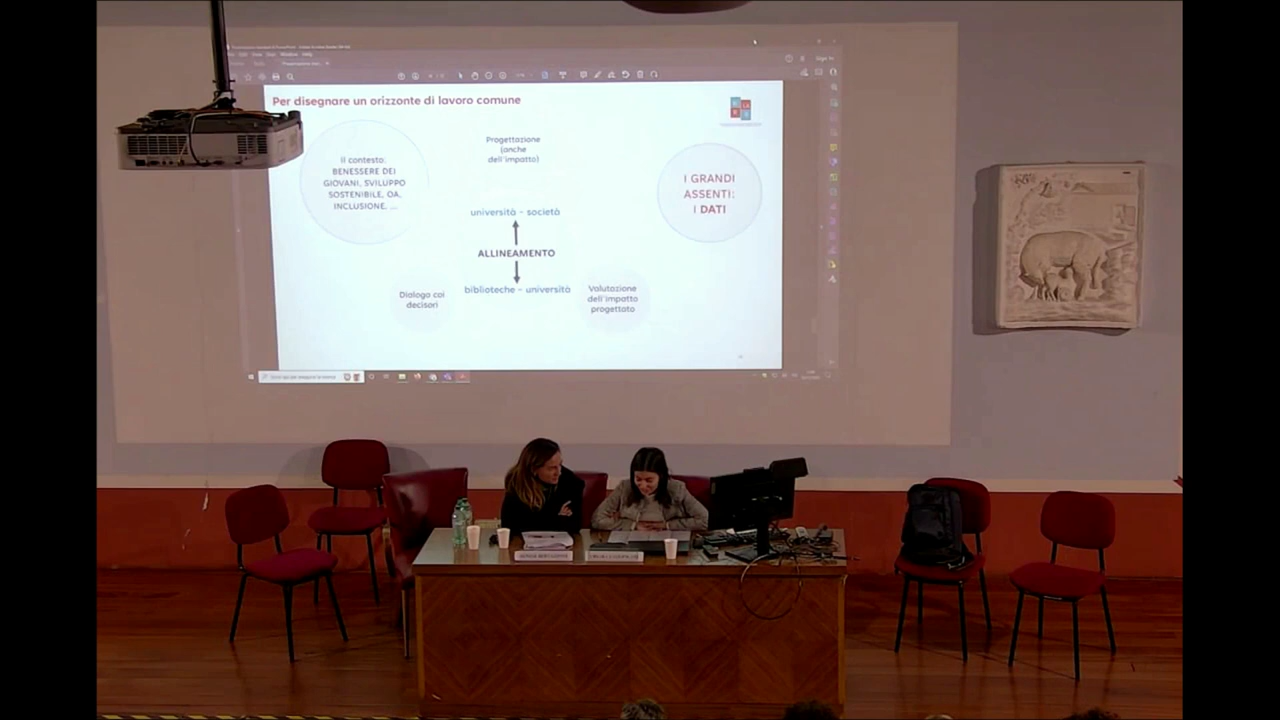 Per disegnare un orizzonte di lavoro comune
Il contesto:
BENESSERE DEI
GIOVANI, SVILUPPO
SOSTENIBILE, OA,
INCLUSIONE, ...
Progettazione
(anche
dell'impatto)
I GRANDI
ASSENTI:
I DATI
università - società
ALLINEAMENTO
biblioteche - università
Dialogo coi
decisori
Valutazione
dell'impatto
progettato